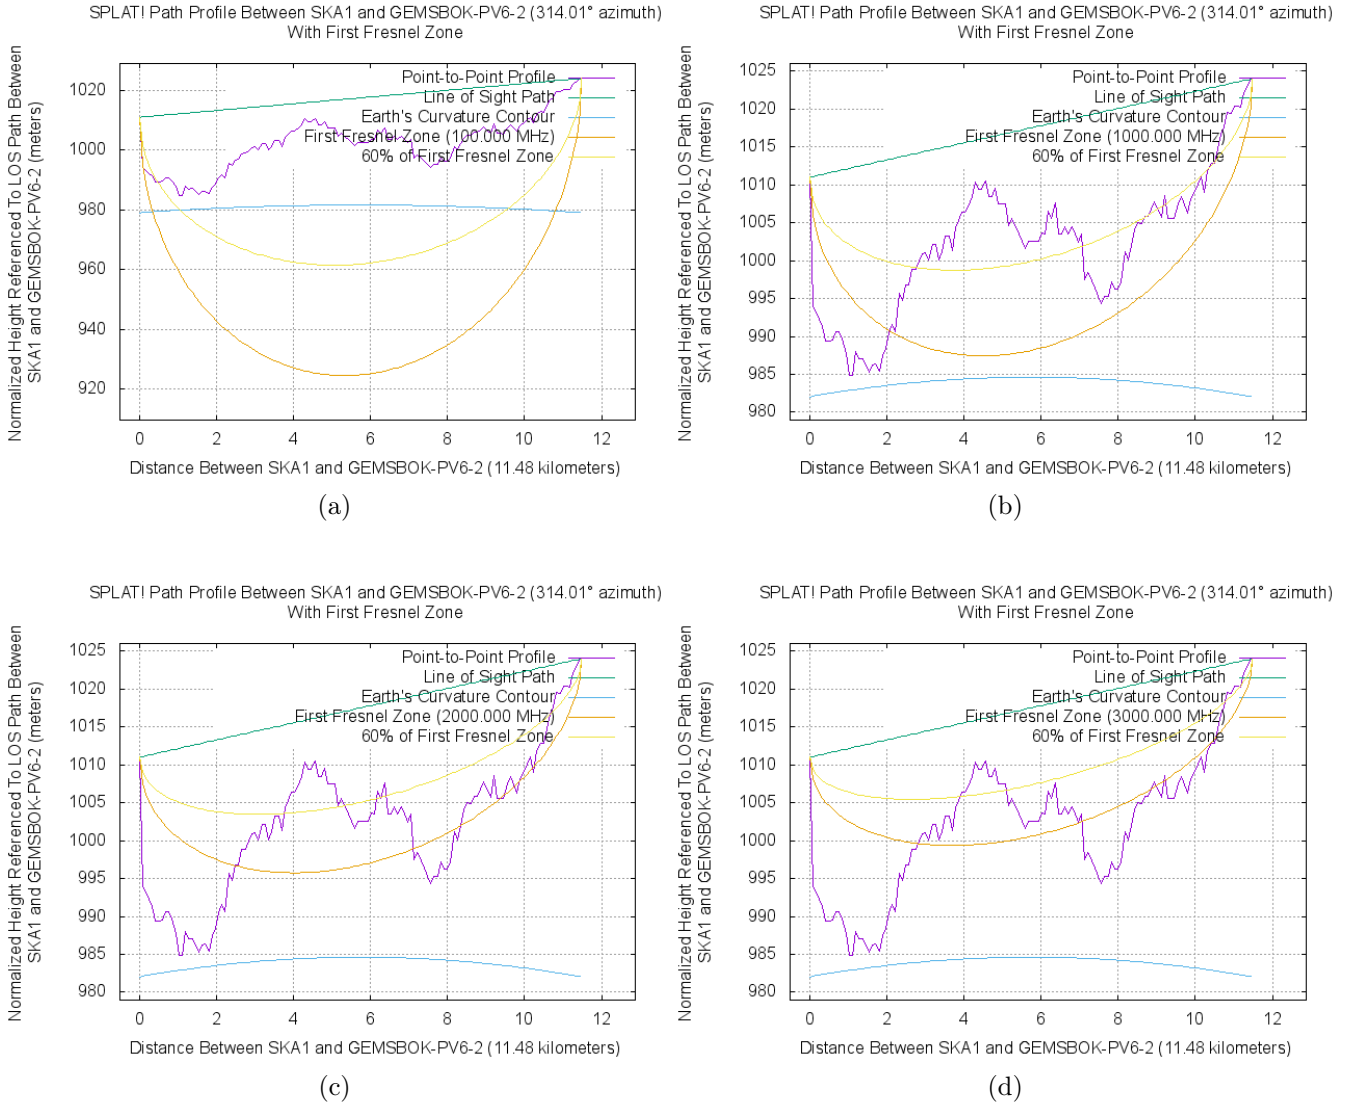 SPLAT! Path Profile Between SKA1 and GEMSBOK-PV6-2 (314.01° azimuth)
With First Fresnel Zone
Normalized Height Referenced To LOS Path Between
SKA1 and GEMSBOK-PV6-2 (meters)
1020
1000
980
960
940
920
Point-to-Point Profile
Line of Sight Path
Earth's Curvature Contour
First Fresnel Zone (100.000 MHz)
60% of First Fresnel Zone
0 2 4 6 8 10 12
Distance Between SKA1 and GEMSBOK-PV6-2 (11.48 kilometers)
(a)
SPLAT! Path Profile Between SKA1 and GEMSBOK-PV6-2 (314.01° azimuth)
With First Fresnel Zone
Normalized Height Referenced To LOS Path Between
SKA1 and GEMSBOK-PV6-2 (meters)
1025
1020
1015
1010
1005
1000
995
990
985
980
Point-to-Point Profile
Line of Sight Path
Earth's Curvature Contour
First Fresnel Zone (1000.000 MHz)
60% of First Fresnel Zone
0 2 4 6 8 10 12
Distance Between SKA1 and GEMSBOK-PV6-2 (11.48 kilometers)
(b)
SPLAT! Path Profile Between SKA1 and GEMSBOK-PV6-2 (314.01° azimuth)
With First Fresnel Zone
Normalized Height Referenced To LOS Path Between
SKA1 and GEMSBOK-PV6-2 (meters)
1025
1020
1015
1010
1005
1000
995
990
985
980
Point-to-Point Profile
Line of Sight Path
Earth's Curvature Contour
First Fresnel Zone (2000.000 MHz)
60% of First Fresnel Zone
0 2 4 6 8 10 12
Distance Between SKA1 and GEMSBOK-PV6-2 (11.48 kilometers)
(c)
SPLAT! Path Profile Between SKA1 and GEMSBOK-PV6-2 (314.01° azimuth)
With First Fresnel Zone
Normalized Height Referenced To LOS Path Between
SKA1 and GEMSBOK-PV6-2 (meters)
1025
1020
1015
1010
1005
1000
995
990
985
980
Point-to-Point Profile
Line of Sight Path
Earth's Curvature Contour
First Fresnel Zone (3000.000 MHz)
60% of First Fresnel Zone
0 2 4 6 8 10 12
Distance Between SKA1 and GEMSBOK-PV6-2 (11.48 kilometers)
(d)